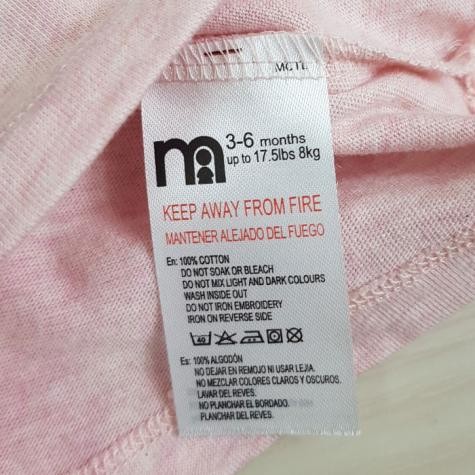 MCTL
3-6 months
up to 17.5lbs 8kg
KEEP AWAY FROM FIRE
MANTENER ALEJADO DEL FUEGO
En: 100% COTTON
DO NOT SOAK OR BLEACH
DO NOT MIX LIGHT AND DARK COLOURS
WASH INSIDE OUT
DO NOT IRON EMBROIDERY
IRON ON REVERSE SIDE
40
Es: 100% ALGODÓN
NO DEJAR EN REMOJO NI USAR LEJIA.
NO MEZCLAR COLORES CLAROS Y OSCUROS.
LAVAR DEL REVES.
NO PLANCHAR EL BORDADO.
PLANCHAR DEL REVES.